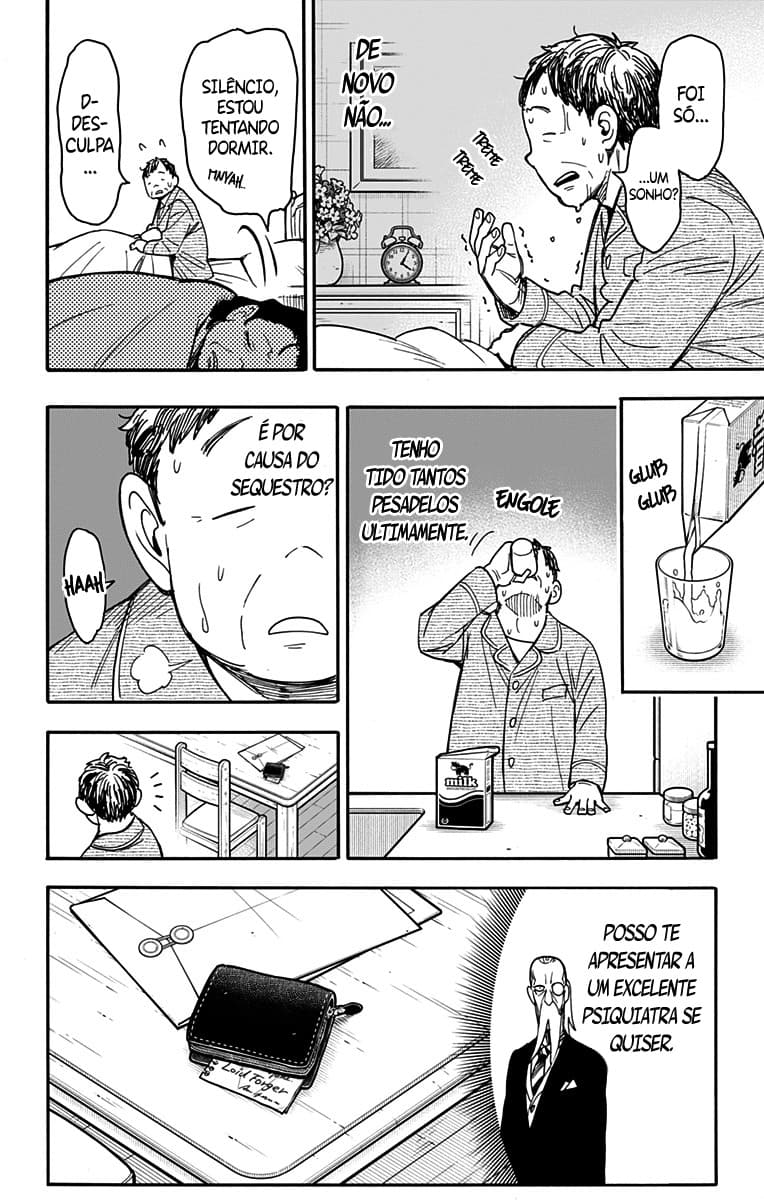 FOI
SÓ...
...UM
SONHO?
TREME
TREME
DE
NOVO
NÃO...
SILÊNCIO,
ESTOU
TENTANDO
DORMIR.
MNYAH...
D-
DES-
CULPA
...
GLUB
GLUB
TENHO
TIDO TANTOS
PESADELOS
ULTIMAMENTE.
ENGOLE
milk
É POR
CAUSA DO
SEQUESTRO?
HAAH-
POSSO TE
APRESENTAR A
UM EXCELENTE
PSIQUIATRA SE
QUISER.
Loid Forger